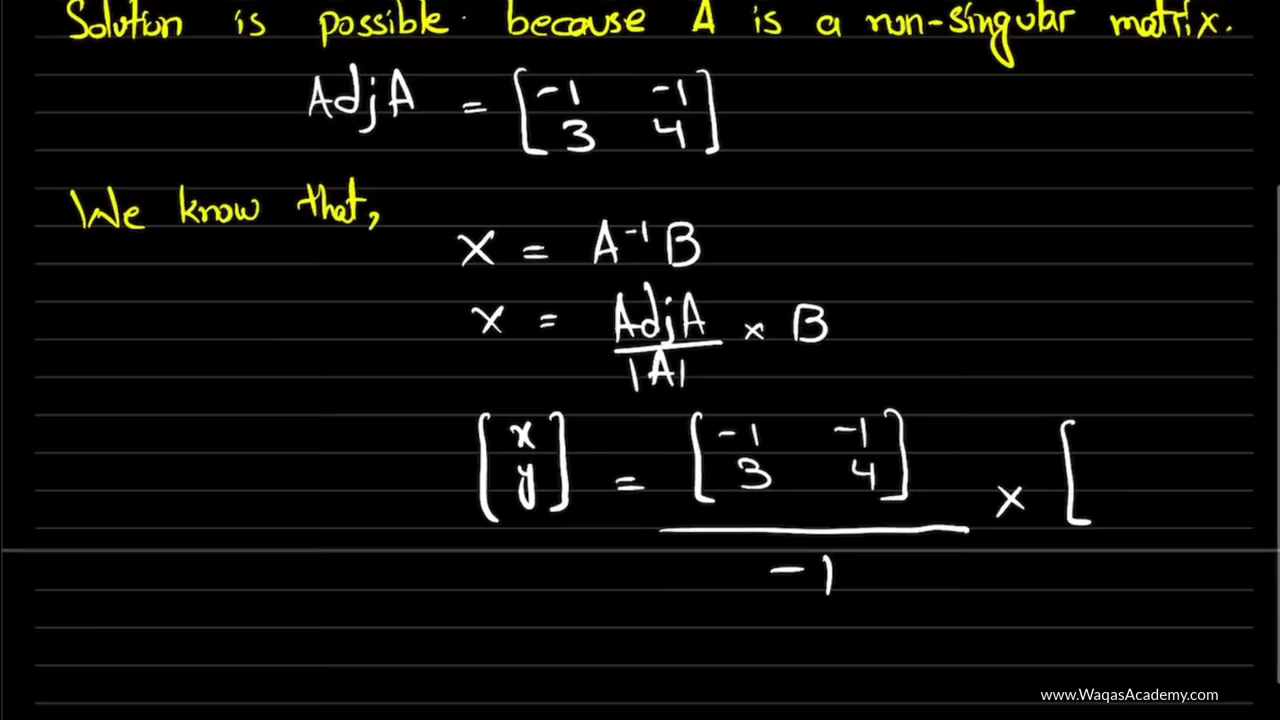 Solution is possible. because A is a non-singular matrix.
AdjA = [-1 -1
3 4]
We know that,
X = A⁻¹B
X = AdjA / |A| × B
[x
y] = [-1 -1
3 4] / -1 × [
www.WaqasAcademy.com